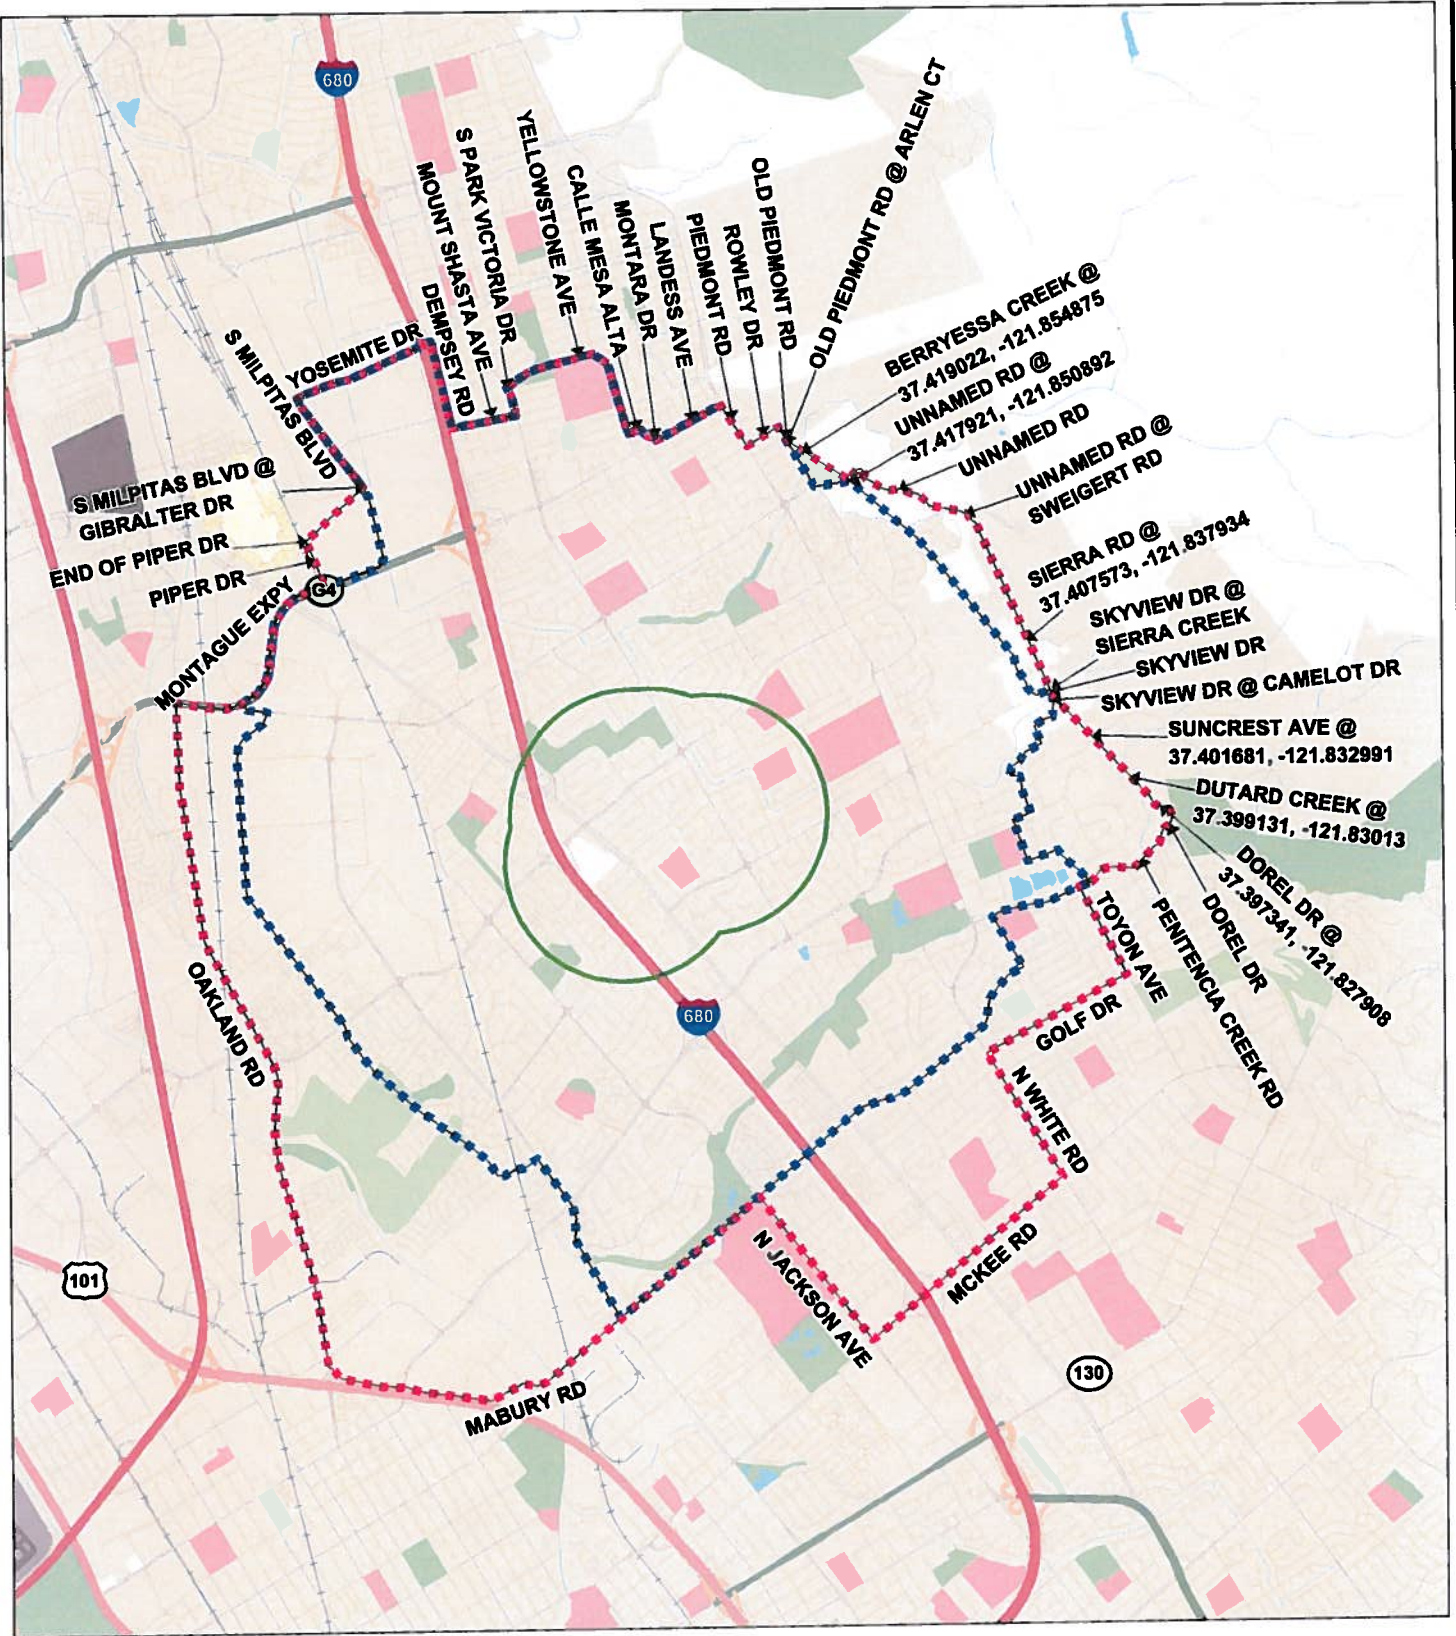 680
S PARK VICTORIA DR
MOUNT SHASTA AVE
DEMPSEY RD
YELLOWSTONE AVE
CALLE MESA ALTA
MONTARA DR
LANDESS AVE
PIEDMONT RD
ROWLEY DR
OLD PIEDMONT RD
OLD PIEDMONT RD @ ARLEN CT
BERRYESSA CREEK @
37.419022, -121.854875
UNNAMED RD @
37.417921, -121.850892
UNNAMED RD
UNNAMED RD @
SWEIGERT RD
SIERRA RD @
37.407573, -121.837934
SKYVIEW DR @
SIERRA CREEK
SKYVIEW DR
SKYVIEW DR @ CAMELOT DR
SUNCREST AVE @
37.401681, -121.832991
DUTARD CREEK @
37.399131, -121.83013
DOREL DR @
37.397341, -121.827908
DOREL DR
PENITENCIA CREEK RD
TOYON AVE
GOLF DR
N WHITE RD
MCKEE RD
N JACKSON AVE
MABURY RD
OAKLAND RD
MONTAGUE EXPY
G4
PIPER DR
END OF PIPER DR
S MILPITAS BLVD @
GIBRALTER DR
S MILPITAS BLVD
YOSEMITE DR
680
101
130